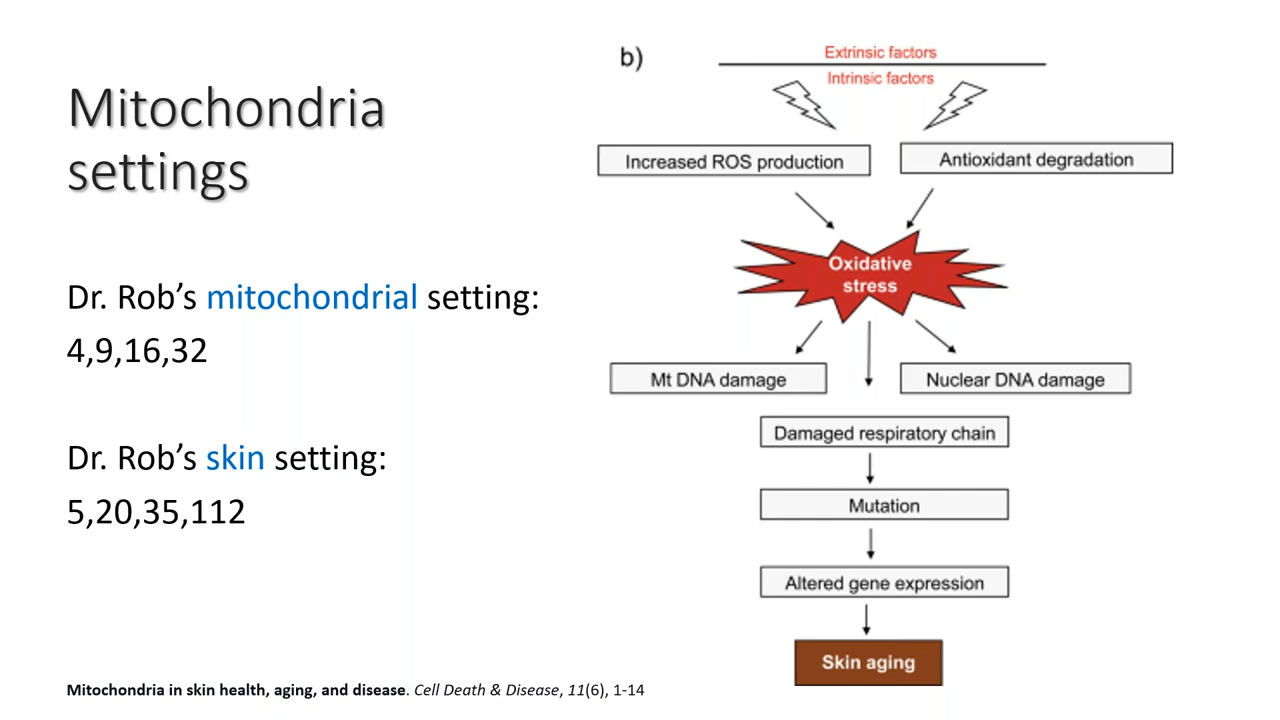 Mitochondria
settings
Dr. Rob’s mitochondrial setting:
4,9,16,32
Dr. Rob’s skin setting:
5,20,35,112
b)
Extrinsic factors
Intrinsic factors
Increased ROS production
Antioxidant degradation
Oxidative
stress
Mt DNA damage
Nuclear DNA damage
Damaged respiratory chain
Mutation
Altered gene expression
Skin aging
Mitochondria in skin health, aging, and disease. Cell Death & Disease, 11(6), 1-14